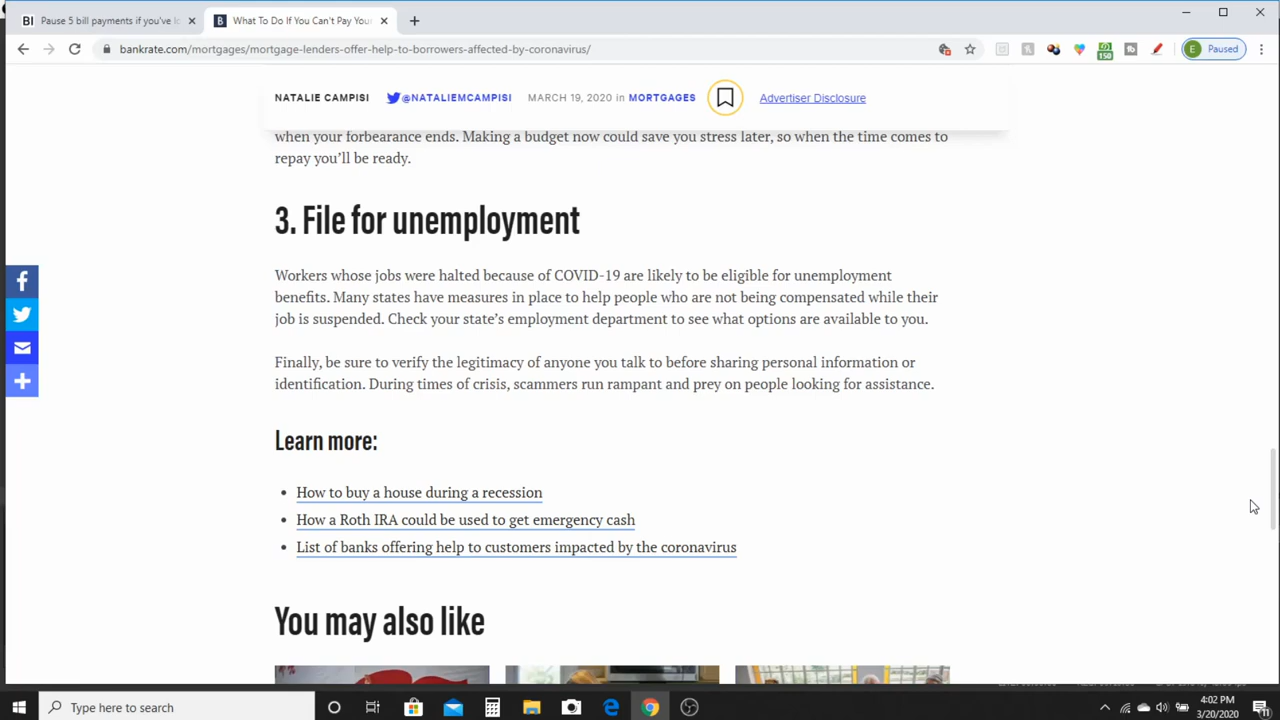 BI Pause 5 bill payments if you've lo
B What To Do If You Can't Pay Your
bankrate.com/mortgages/mortgage-lenders-offer-help-to-borrowers-affected-by-coronavirus/
150
E Paused
NATALIE CAMPISI @NATALIEMCAMPISI MARCH 19, 2020 in MORTGAGES Advertiser Disclosure
when your forbearance ends. Making a budget now could save you stress later, so when the time comes to
repay you’ll be ready.
3. File for unemployment
Workers whose jobs were halted because of COVID-19 are likely to be eligible for unemployment
benefits. Many states have measures in place to help people who are not being compensated while their
job is suspended. Check your state’s employment department to see what options are available to you.
Finally, be sure to verify the legitimacy of anyone you talk to before sharing personal information or
identification. During times of crisis, scammers run rampant and prey on people looking for assistance.
Learn more:
• How to buy a house during a recession
• How a Roth IRA could be used to get emergency cash
• List of banks offering help to customers impacted by the coronavirus
You may also like
Type here to search
4:02 PM
3/20/2020